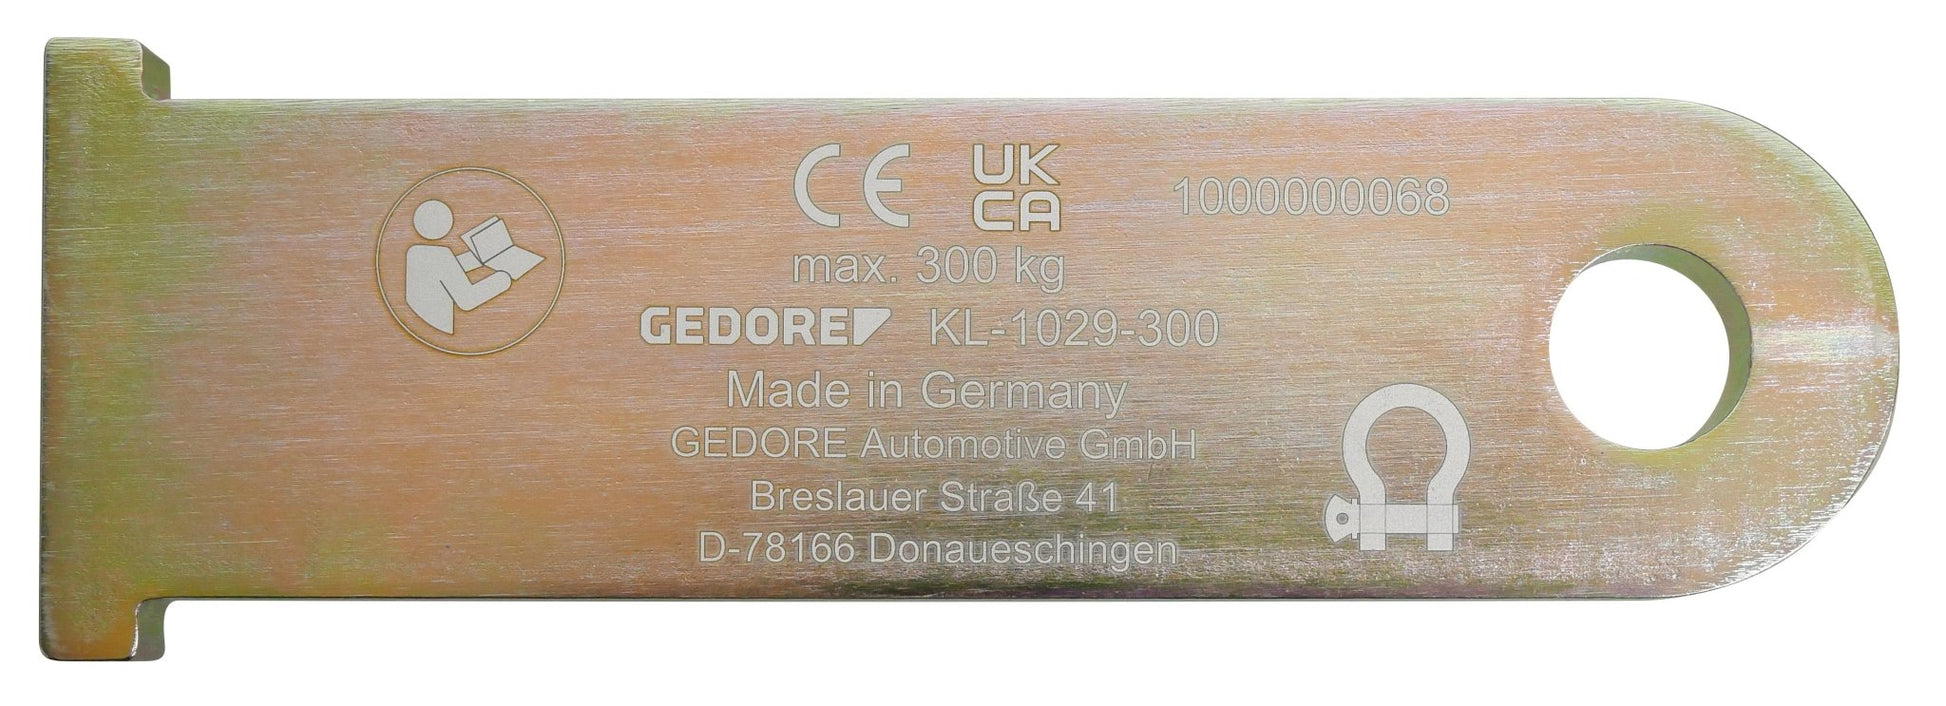 CE UK CA
1000000068
max. 300 kg
GEDORE KL-1029-300
Made in Germany
GEDORE Automotive GmbH
Breslauer Straße 41
D-78166 Donaueschingen